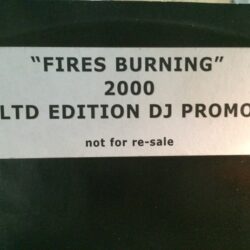 "FIRES BURNING"
2000
LTD EDITION DJ PROMO
not for re-sale